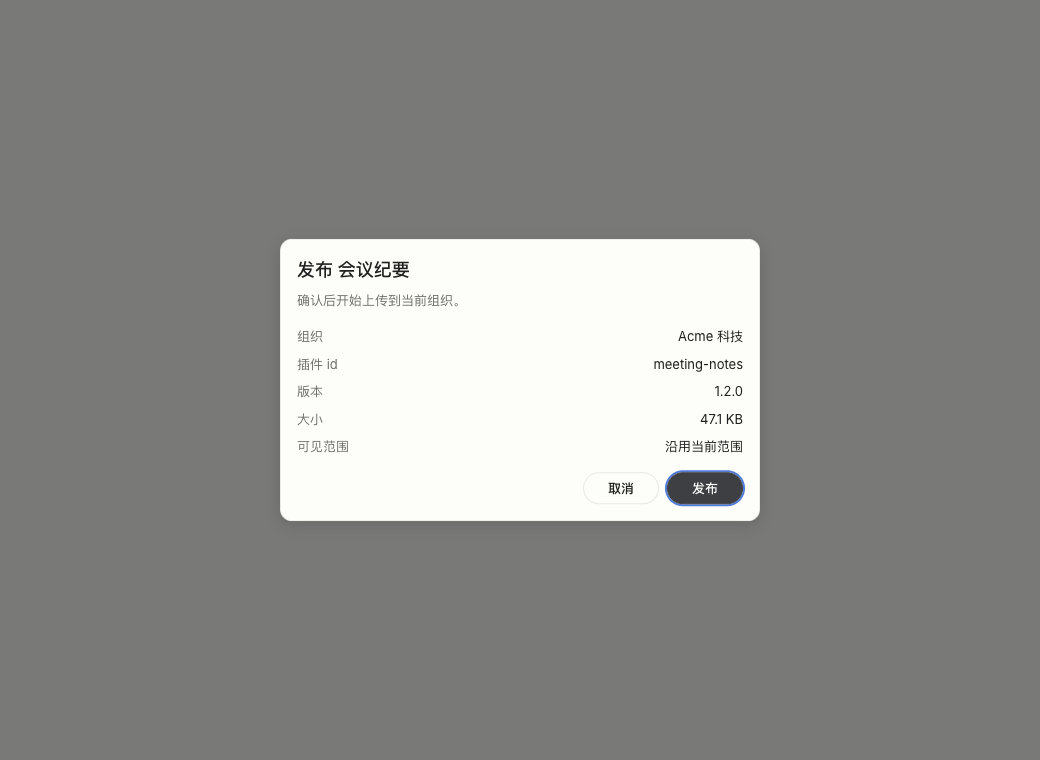 发布 会议纪要
确认后开始上传到当前组织。
组织 Acme 科技
插件 id meeting-notes
版本 1.2.0
大小 47.1 KB
可见范围 沿用当前范围
取消 发布